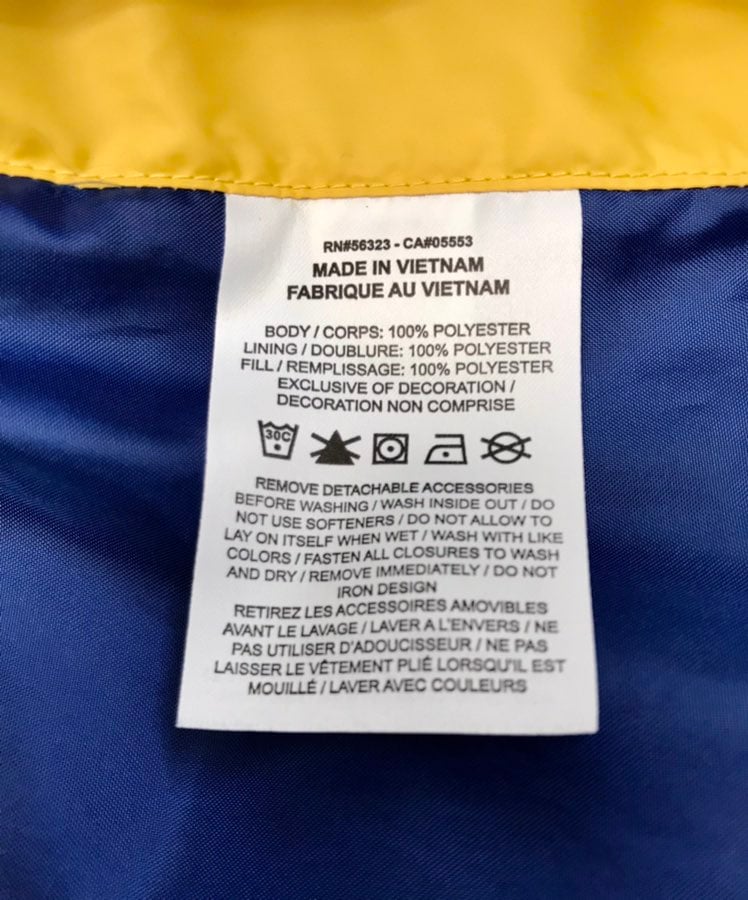 RN#56323 - CA#05553
MADE IN VIETNAM
FABRIQUE AU VIETNAM
BODY / CORPS: 100% POLYESTER
LINING / DOUBLURE: 100% POLYESTER
FILL / REMPLISSAGE: 100% POLYESTER
EXCLUSIVE OF DECORATION /
DECORATION NON COMPRISE
30C
REMOVE DETACHABLE ACCESSORIES
BEFORE WASHING / WASH INSIDE OUT / DO
NOT USE SOFTENERS / DO NOT ALLOW TO
LAY ON ITSELF WHEN WET / WASH WITH LIKE
COLORS / FASTEN ALL CLOSURES TO WASH
AND DRY / REMOVE IMMEDIATELY / DO NOT
IRON DESIGN
RETIREZ LES ACCESSOIRES AMOVIBLES
AVANT LE LAVAGE / LAVER A L'ENVERS / NE
PAS UTILISER D'ADOUCISSEUR / NE PAS
LAISSER LE VÊTEMENT PLIÉ LORSQU'IL EST
MOUILLÉ / LAVER AVEC COULEURS